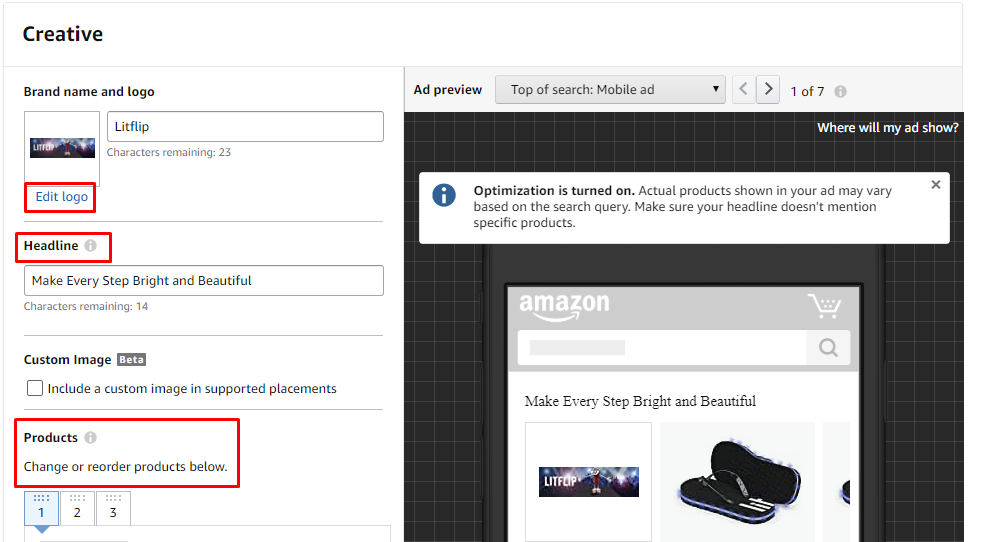 Creative
Brand name and logo
LITFLIP
Litflip
Characters remaining: 23
Edit logo
Headline
Make Every Step Bright and Beautiful
Characters remaining: 14
Custom Image Beta
Include a custom image in supported placements
Products
Change or reorder products below.
1 2 3
Ad preview
Top of search: Mobile ad
1 of 7
Where will my ad show?
Optimization is turned on. Actual products shown in your ad may vary
based on the search query. Make sure your headline doesn't mention
specific products.
amazon
Make Every Step Bright and Beautiful
LITFLIP